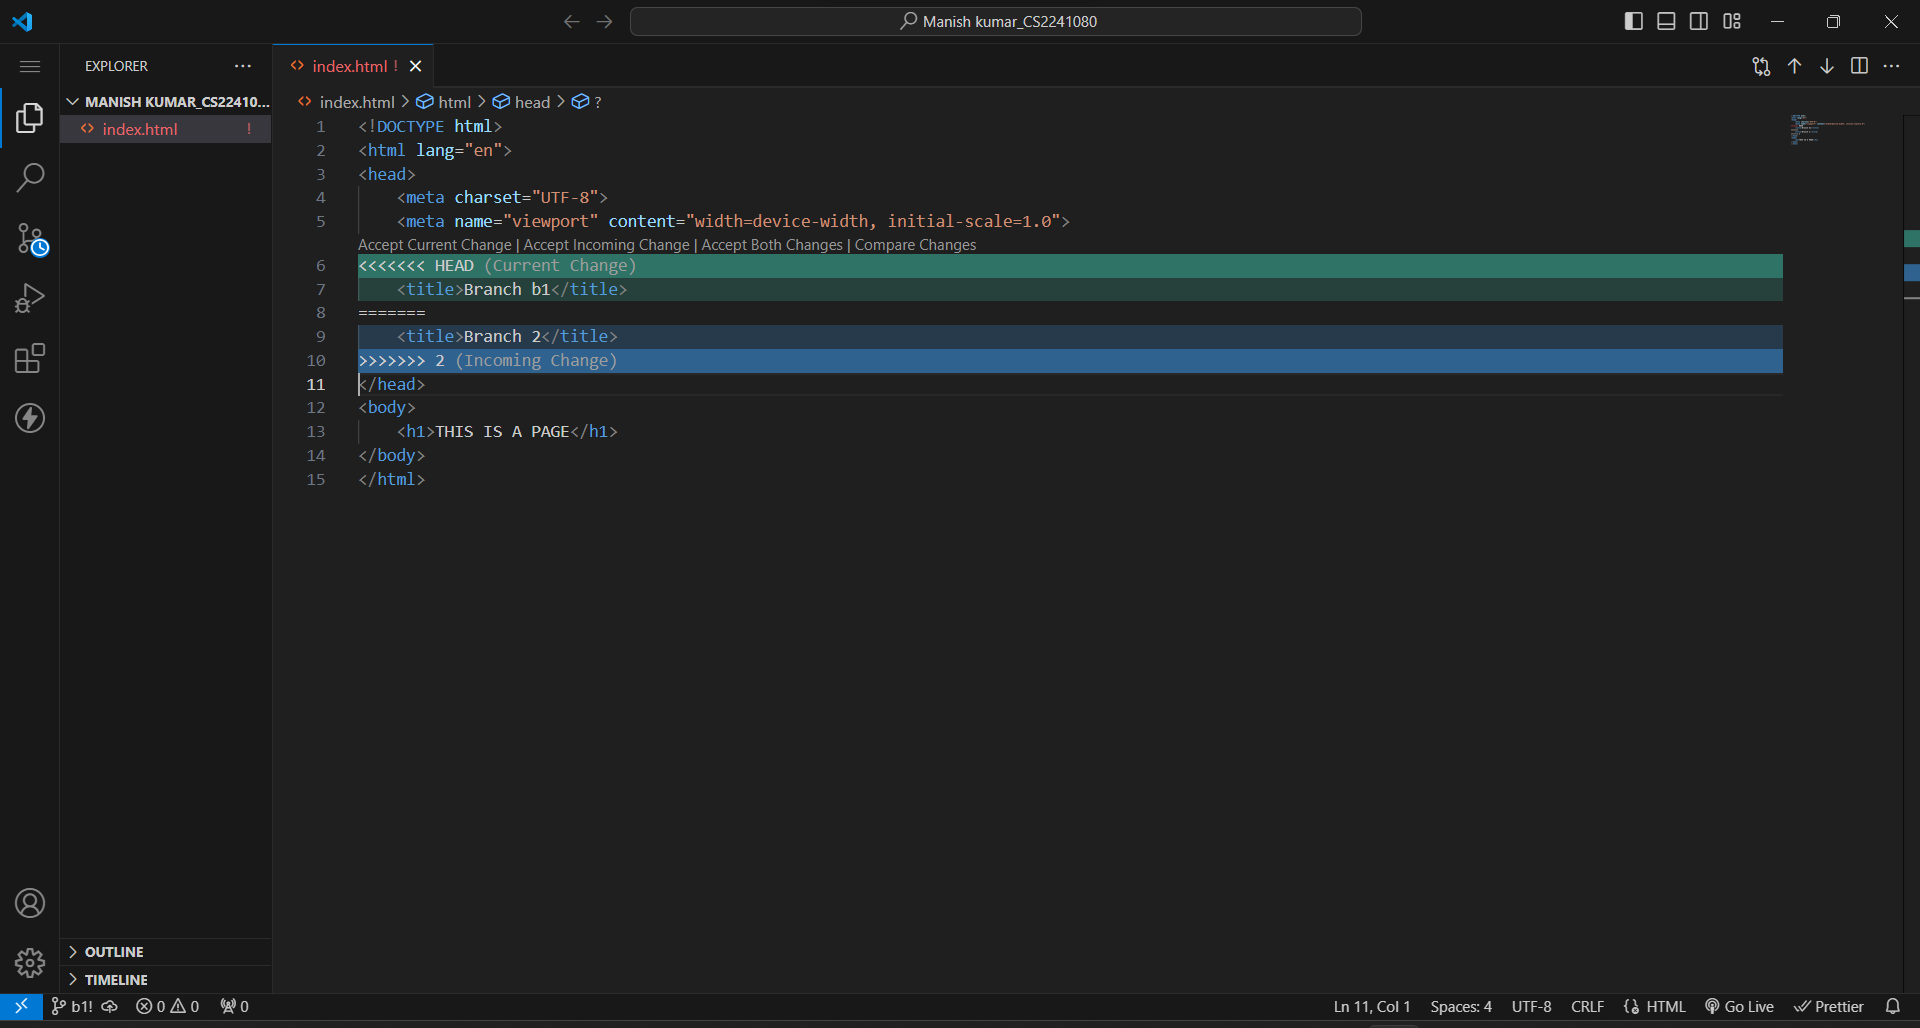 Manish kumar_CS2241080
EXPLORER
index.html !
MANISH KUMAR_CS22410...
index.html !
index.html > html > head > ?
1 <!DOCTYPE html>
2 <html lang="en">
3 <head>
4 <meta charset="UTF-8">
5 <meta name="viewport" content="width=device-width, initial-scale=1.0">
Accept Current Change | Accept Incoming Change | Accept Both Changes | Compare Changes
6 <<<<<<< HEAD (Current Change)
7 <title>Branch b1</title>
8 =======
9 <title>Branch 2</title>
10 >>>>>>> 2 (Incoming Change)
11 </head>
12 <body>
13 <h1>THIS IS A PAGE</h1>
14 </body>
15 </html>
OUTLINE
TIMELINE
b1! 0 0 0 Ln 11, Col 1 Spaces: 4 UTF-8 CRLF HTML Go Live Prettier